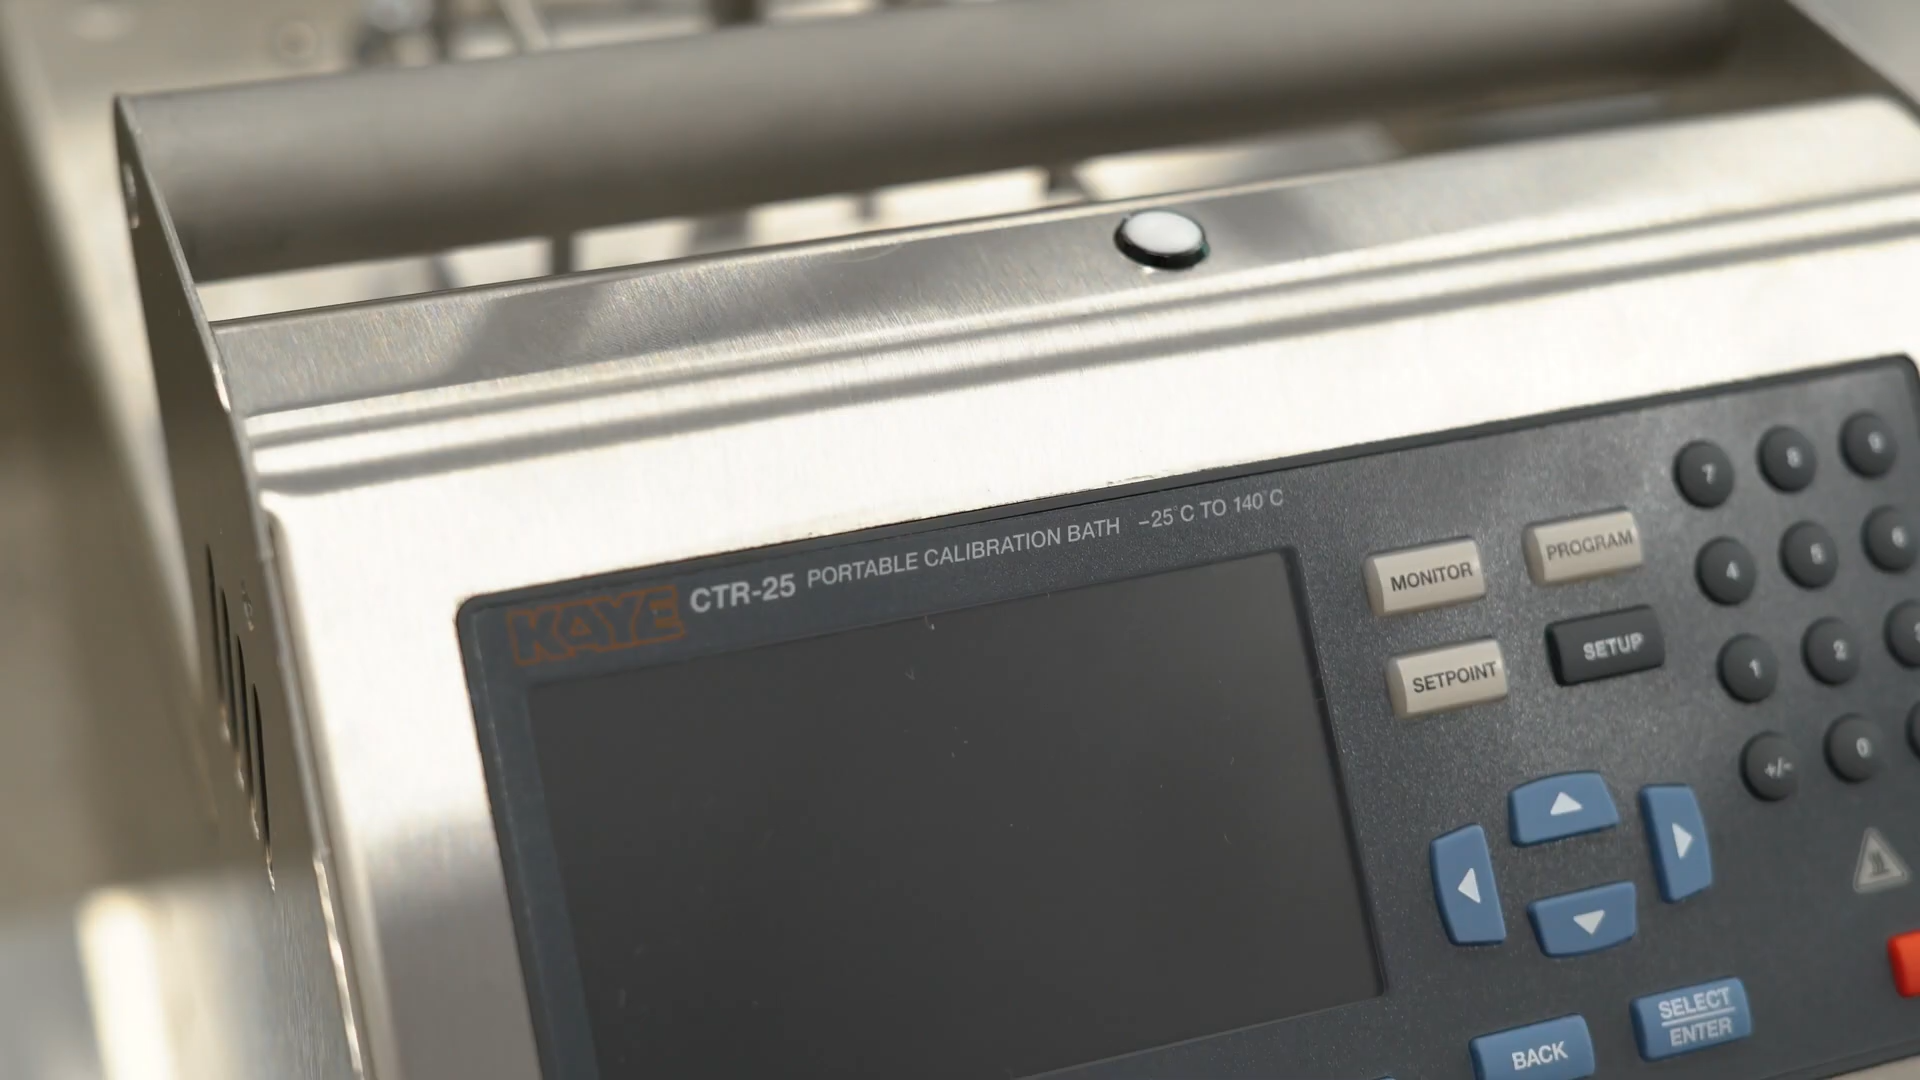 KAYE CTR-25 PORTABLE CALIBRATION BATH -25°C TO 140°C
MONITOR PROGRAM
SETPOINT SETUP
7 8 9
4 5 6
1 2 3
+/- 0
SELECT
ENTER
BACK